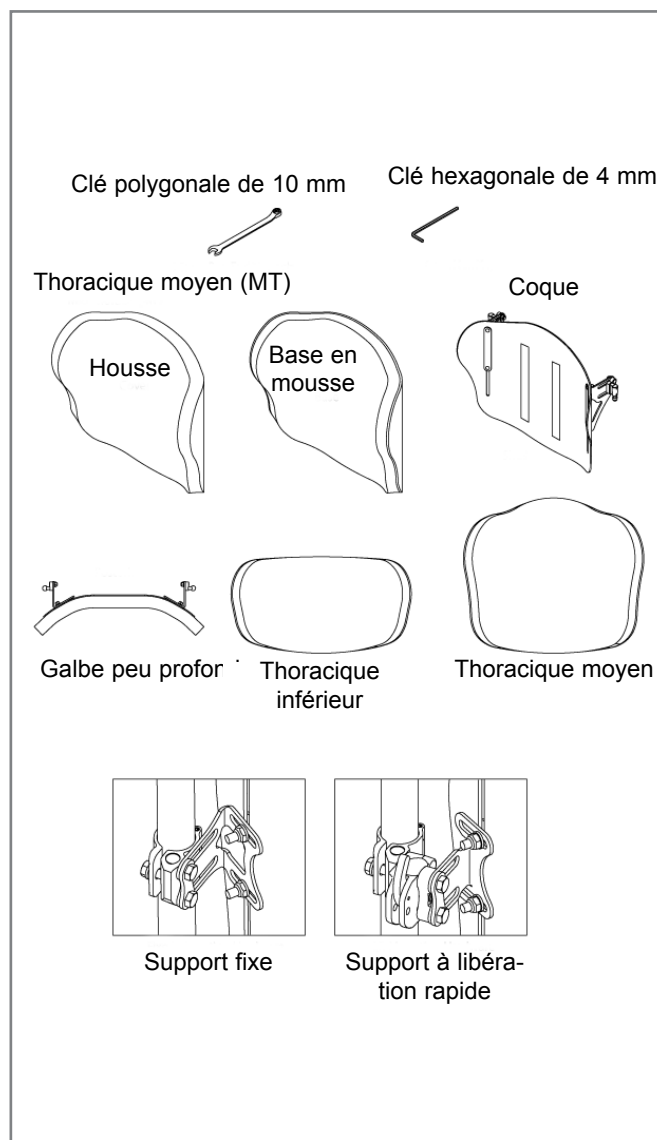 Clé polygonale de 10 mm
Clé hexagonale de 4 mm
Thoracique moyen (MT)
Coque
Housse
Base en
mousse
Galbe peu
Thoracique
inférieur
Thoracique moyen
Support fixe
Support à libéra-
tion rapide